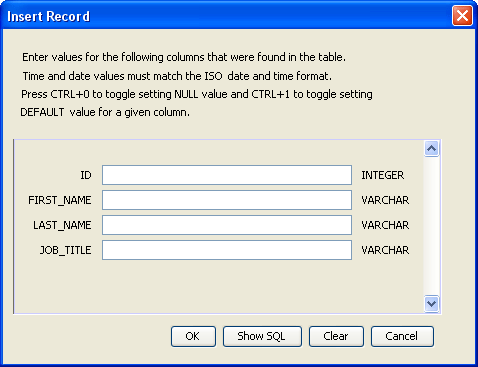 Insert Record
Enter values for the following columns that were found in the table.
Time and date values must match the ISO date and time format.
Press CTRL+0 to toggle setting NULL value and CTRL+1 to toggle setting
DEFAULT value for a given column.
ID INTEGER
FIRST_NAME VARCHAR
LAST_NAME VARCHAR
JOB_TITLE VARCHAR
OK Show SQL Clear Cancel